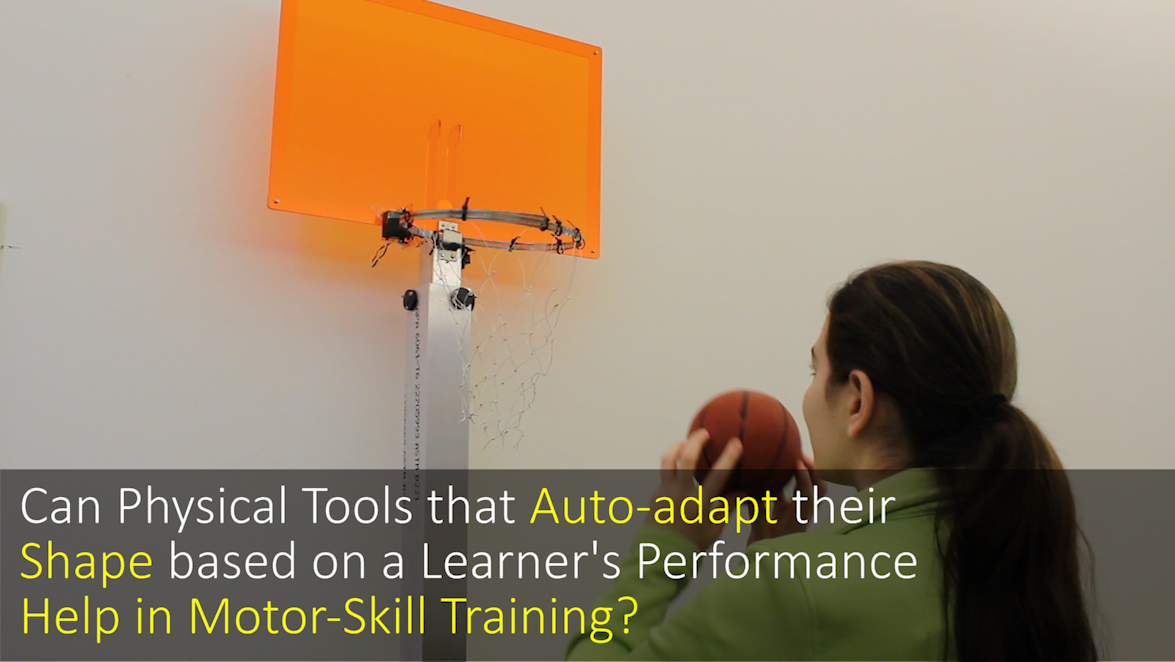 Can Physical Tools that Auto-adapt their
Shape based on a Learner's Performance
Help in Motor-Skill Training?